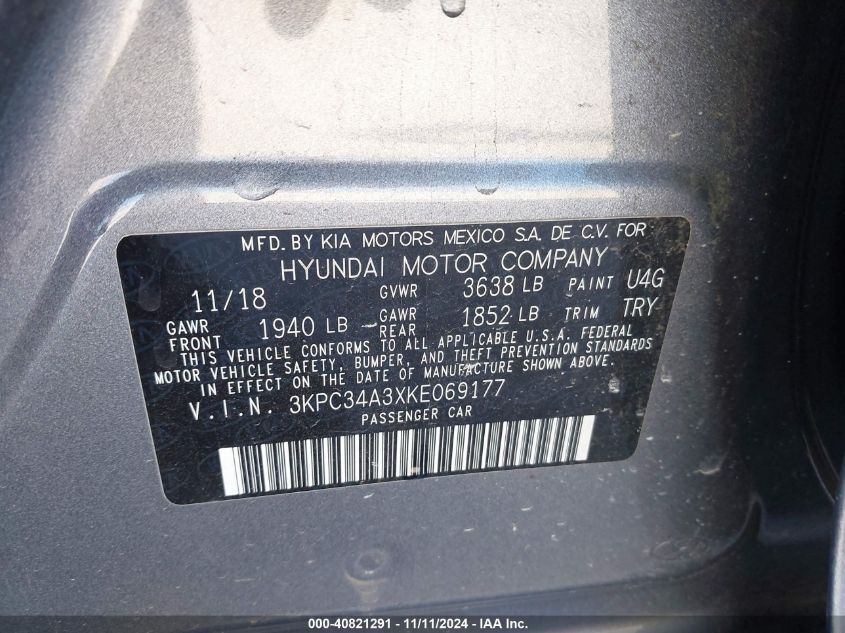 MFD. BY KIA MOTORS MEXICO S.A. DE C.V. FOR
HYUNDAI MOTOR COMPANY
11/18 GVWR 3638 LB PAINT U4G
GAWR FRONT 1940 LB GAWR REAR 1852 LB TRIM TRY
THIS VEHICLE CONFORMS TO ALL APPLICABLE U.S.A. FEDERAL
MOTOR VEHICLE SAFETY, BUMPER, AND THEFT PREVENTION STANDARDS
IN EFFECT ON THE DATE OF MANUFACTURE SHOWN ABOVE.
V.I.N. 3KPC34A3XKE069177
PASSENGER CAR
000-40821291 - 11/11/2024 - © IAA Inc.